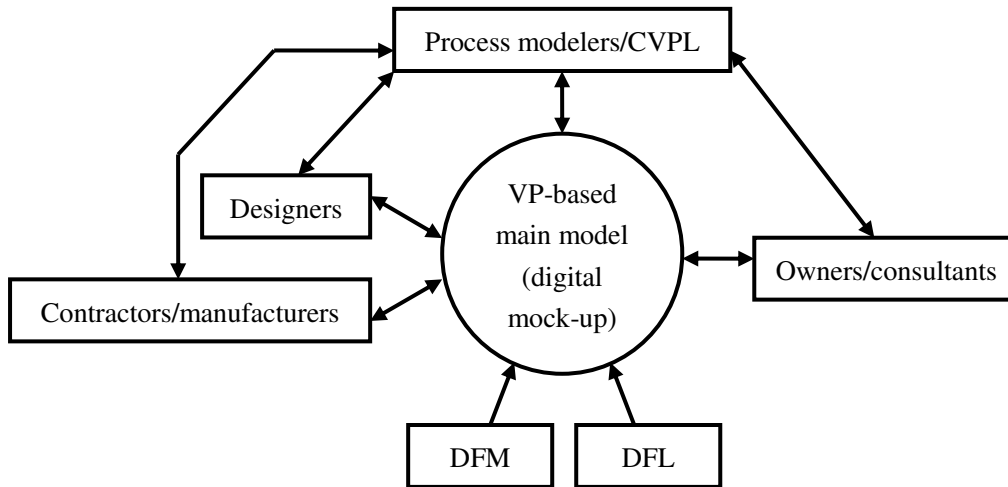 Process modelers/CVPL
Designers
VP-based
main model
(digital
mock-up)
Owners/consultants
Contractors/manufacturers
DFM
DFL